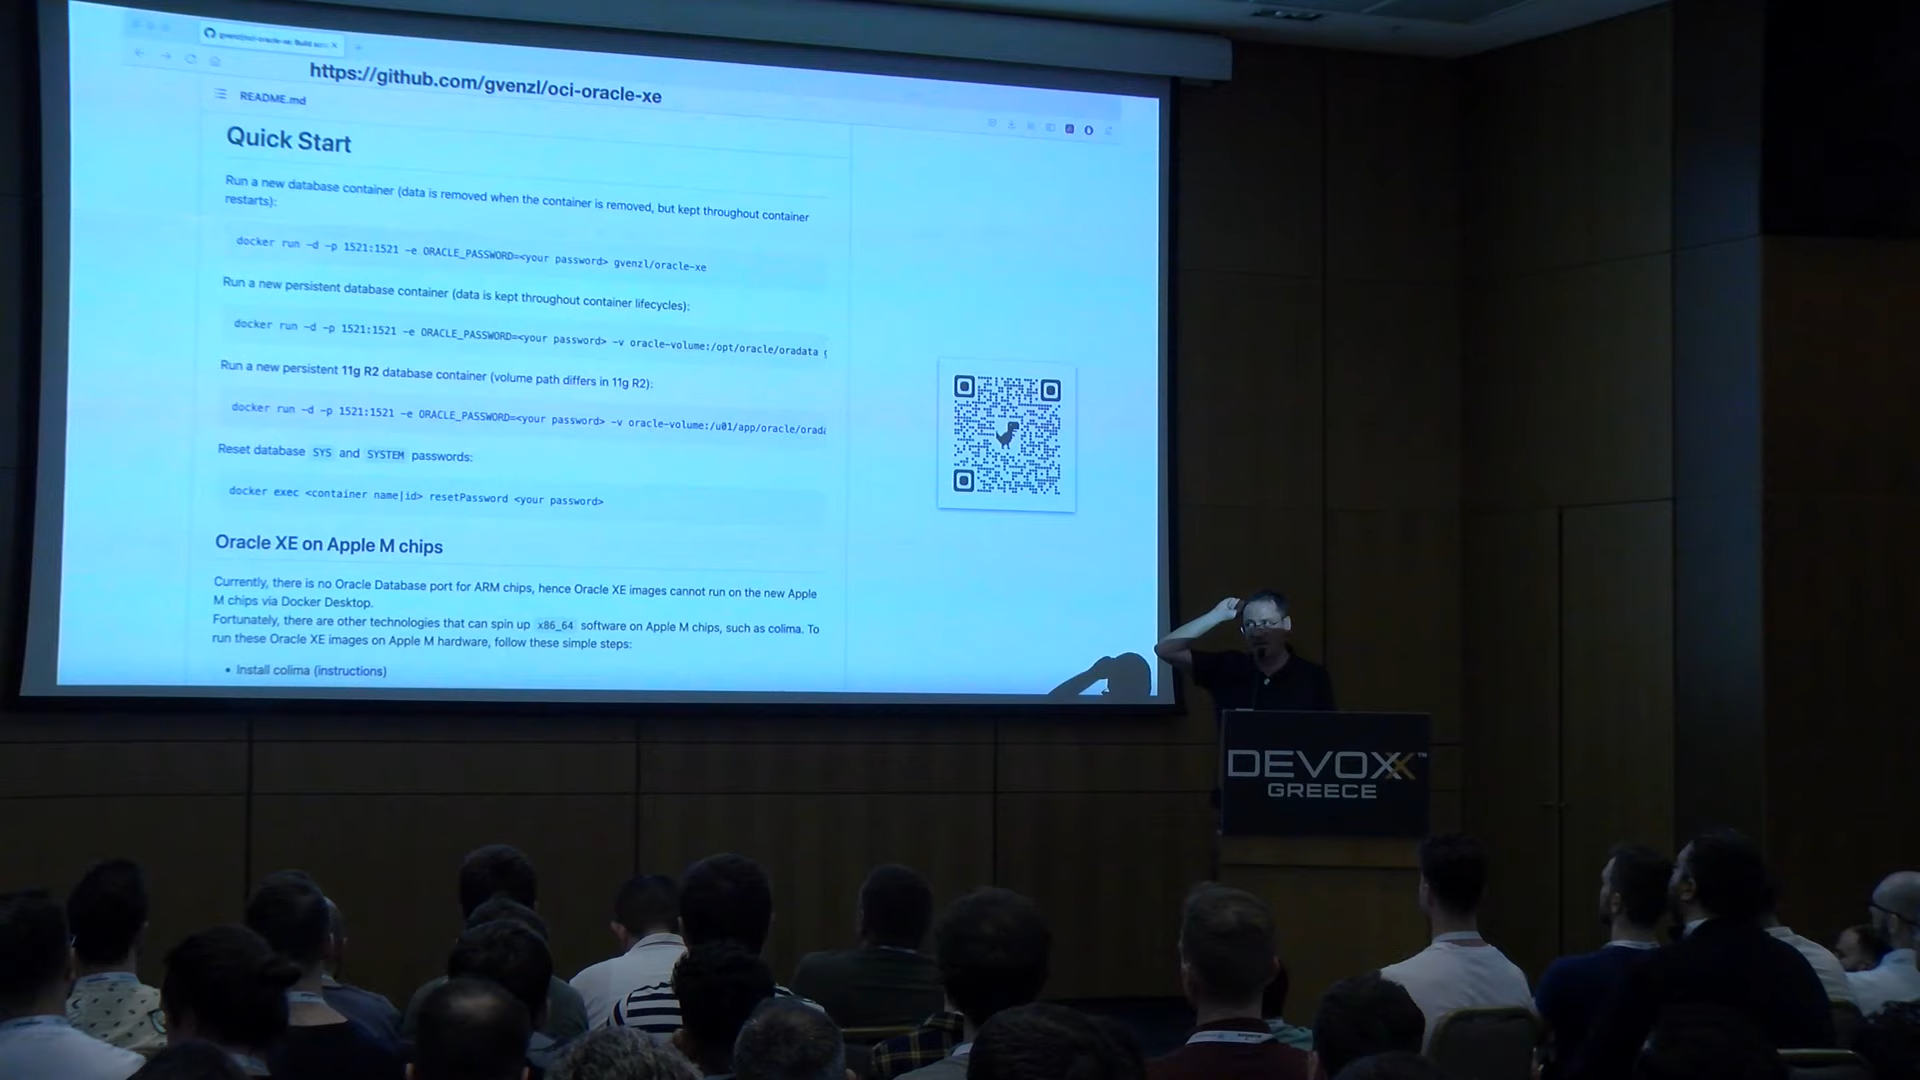 https://github.com/gvenzl/oci-oracle-xe
README.md
Quick Start
Run a new database container (data is removed when the container is removed, but kept throughout container
restarts):
docker run -d -p 1521:1521 -e ORACLE_PASSWORD=<your password> gvenzl/oracle-xe
Run a new persistent database container (data is kept throughout container lifecycles):
docker run -d -p 1521:1521 -e ORACLE_PASSWORD=<your password> -v oracle-volume:/opt/oracle/oradata g
Run a new persistent 11g R2 database container (volume path differs in 11g R2):
docker run -d -p 1521:1521 -e ORACLE_PASSWORD=<your password> -v oracle-volume:/u01/app/oracle/orada
Reset database SYS and SYSTEM passwords:
docker exec <container name|id> resetPassword <your password>
Oracle XE on Apple M chips
Currently, there is no Oracle Database port for ARM chips, hence Oracle XE images cannot run on the new Apple
M chips via Docker Desktop.
Fortunately, there are other technologies that can spin up x86_64 software on Apple M chips, such as colima. To
run these Oracle XE images on Apple M hardware, follow these simple steps:
• Install colima (instructions)
DEVOXX™
GREECE